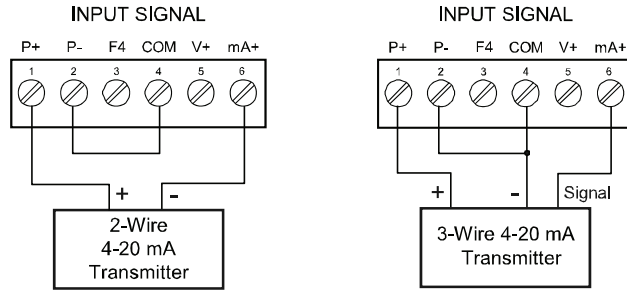 INPUT SIGNAL
P+ P- F4 COM V+ mA+
1 2 3 4 5 6
+ -
2-Wire
4-20 mA
Transmitter
INPUT SIGNAL
P+ P- F4 COM V+ mA+
1 2 3 4 5 6
+ - Signal
3-Wire 4-20 mA
Transmitter